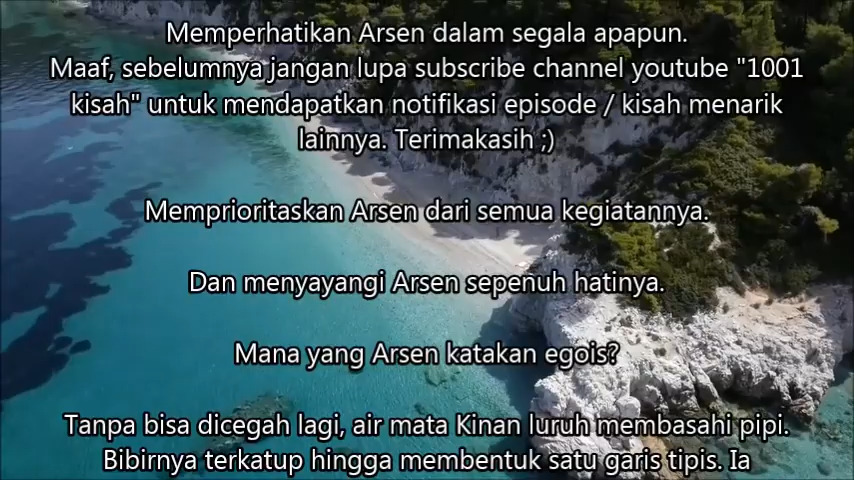 Memperhatikan Arsen dalam segala apapun.
Maaf, sebelumnya jangan lupa subscribe channel youtube "1001
kisah" untuk mendapatkan notifikasi episode / kisah menarik
lainnya. Terimakasih ;)
Memprioritaskan Arsen dari semua kegiatannya.
Dan menyayangi Arsen sepenuh hatinya.
Mana yang Arsen katakan egois?
Tanpa bisa dicegah lagi, air mata Kinan luruh membasahi pipi.
Bibirnya terkatup hingga membentuk satu garis tipis. Ia